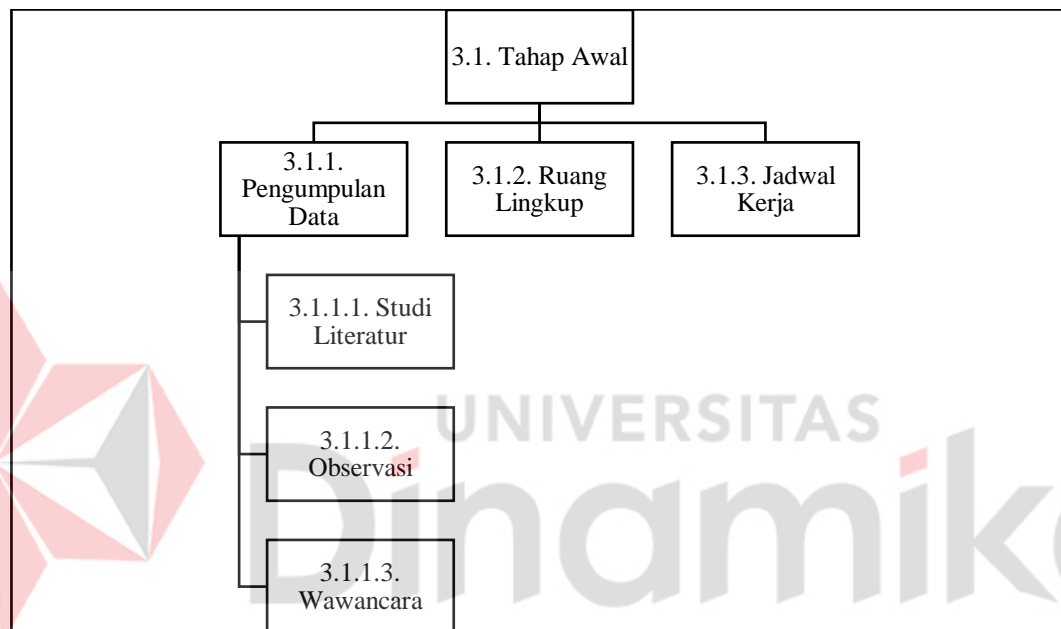 3.1. Tahap Awal
3.1.1.
Pengumpulan
Data
3.1.2. Ruang
Lingkup
3.1.3. Jadwal
Kerja
3.1.1.1. Studi
Literatur
3.1.1.2.
Observasi
3.1.1.3.
Wawancara
UNIVERSITAS
Dinamika